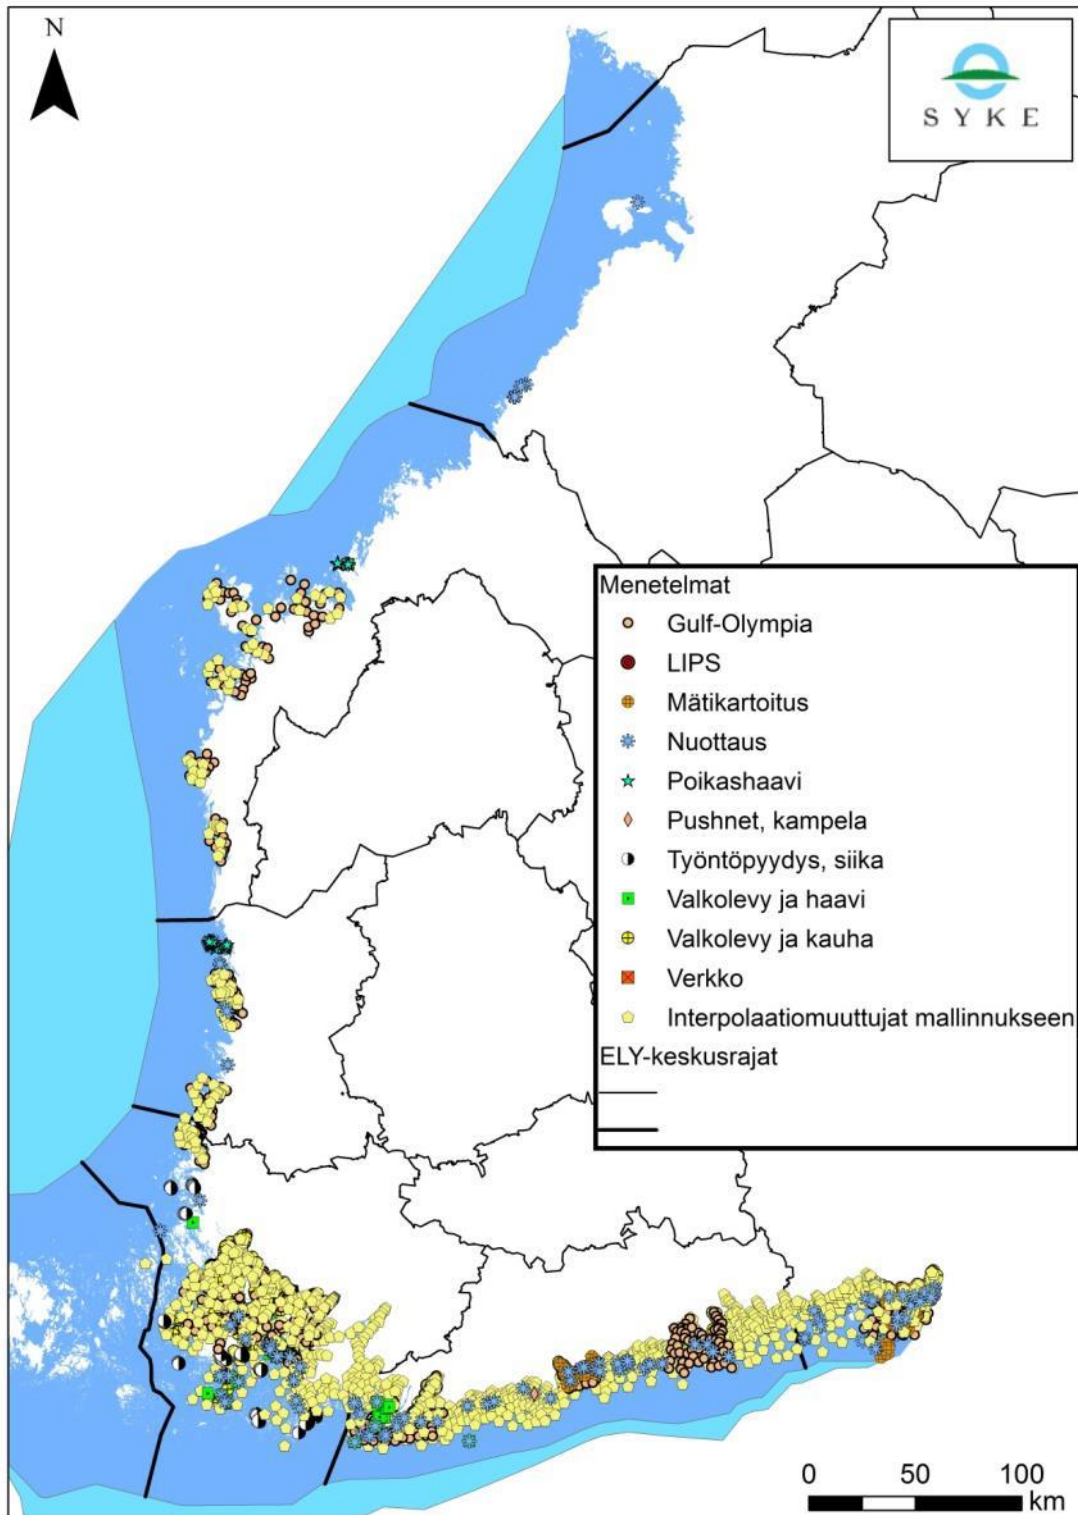 N
S Y K E
Menetelmat
Gulf-Olympia
LIPS
Mätikartoitus
Nuottaus
Poikashaavi
Pushnet, kampela
Työntöpyydys, siika
Valkolevy ja haavi
Valkolevy ja kauha
Verkko
Interpolaatiomuuttujat mallinnukseen
ELY-keskusrajat
0 50 100
km